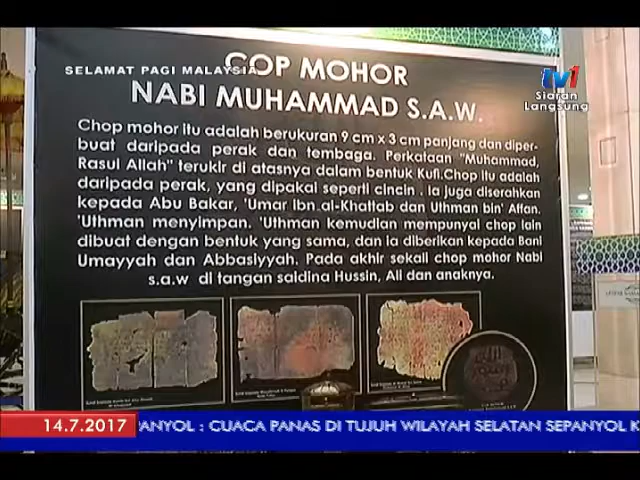 COP MOHOR
SELAMAT PAGI MALAYSIA
NABI MUHAMMAD S.A.W.
tv1
Siaran
Langsung
Chop mohor itu adalah berukuran 9 cm x 3 cm panjang dan diper-
buat daripada perak dan tembaga. Perkataan "Muhammad,
Rasul Allah" terukir di atasnya dalam bentuk Kufi.Chop itu adalah
daripada perak, yang dipakai seperti cincin . Ia juga diserahkan
kepada Abu Bakar, 'Umar Ibn.al-Khattab dan Uthman bin' Affan.
'Uthman menyimpan. 'Uthman kemudian mempunyai chop lain
dibuat dengan bentuk yang sama, dan ia diberikan kepada Bani
Umayyah dan Abbasiyyah. Pada akhir sekali chop mohor Nabi
s.a.w di tangan saidina Hussin, Ali dan anaknya.
14.7.2017
PANYOL : CUACA PANAS DI TUJUH WILAYAH SELATAN SEPANYOL K